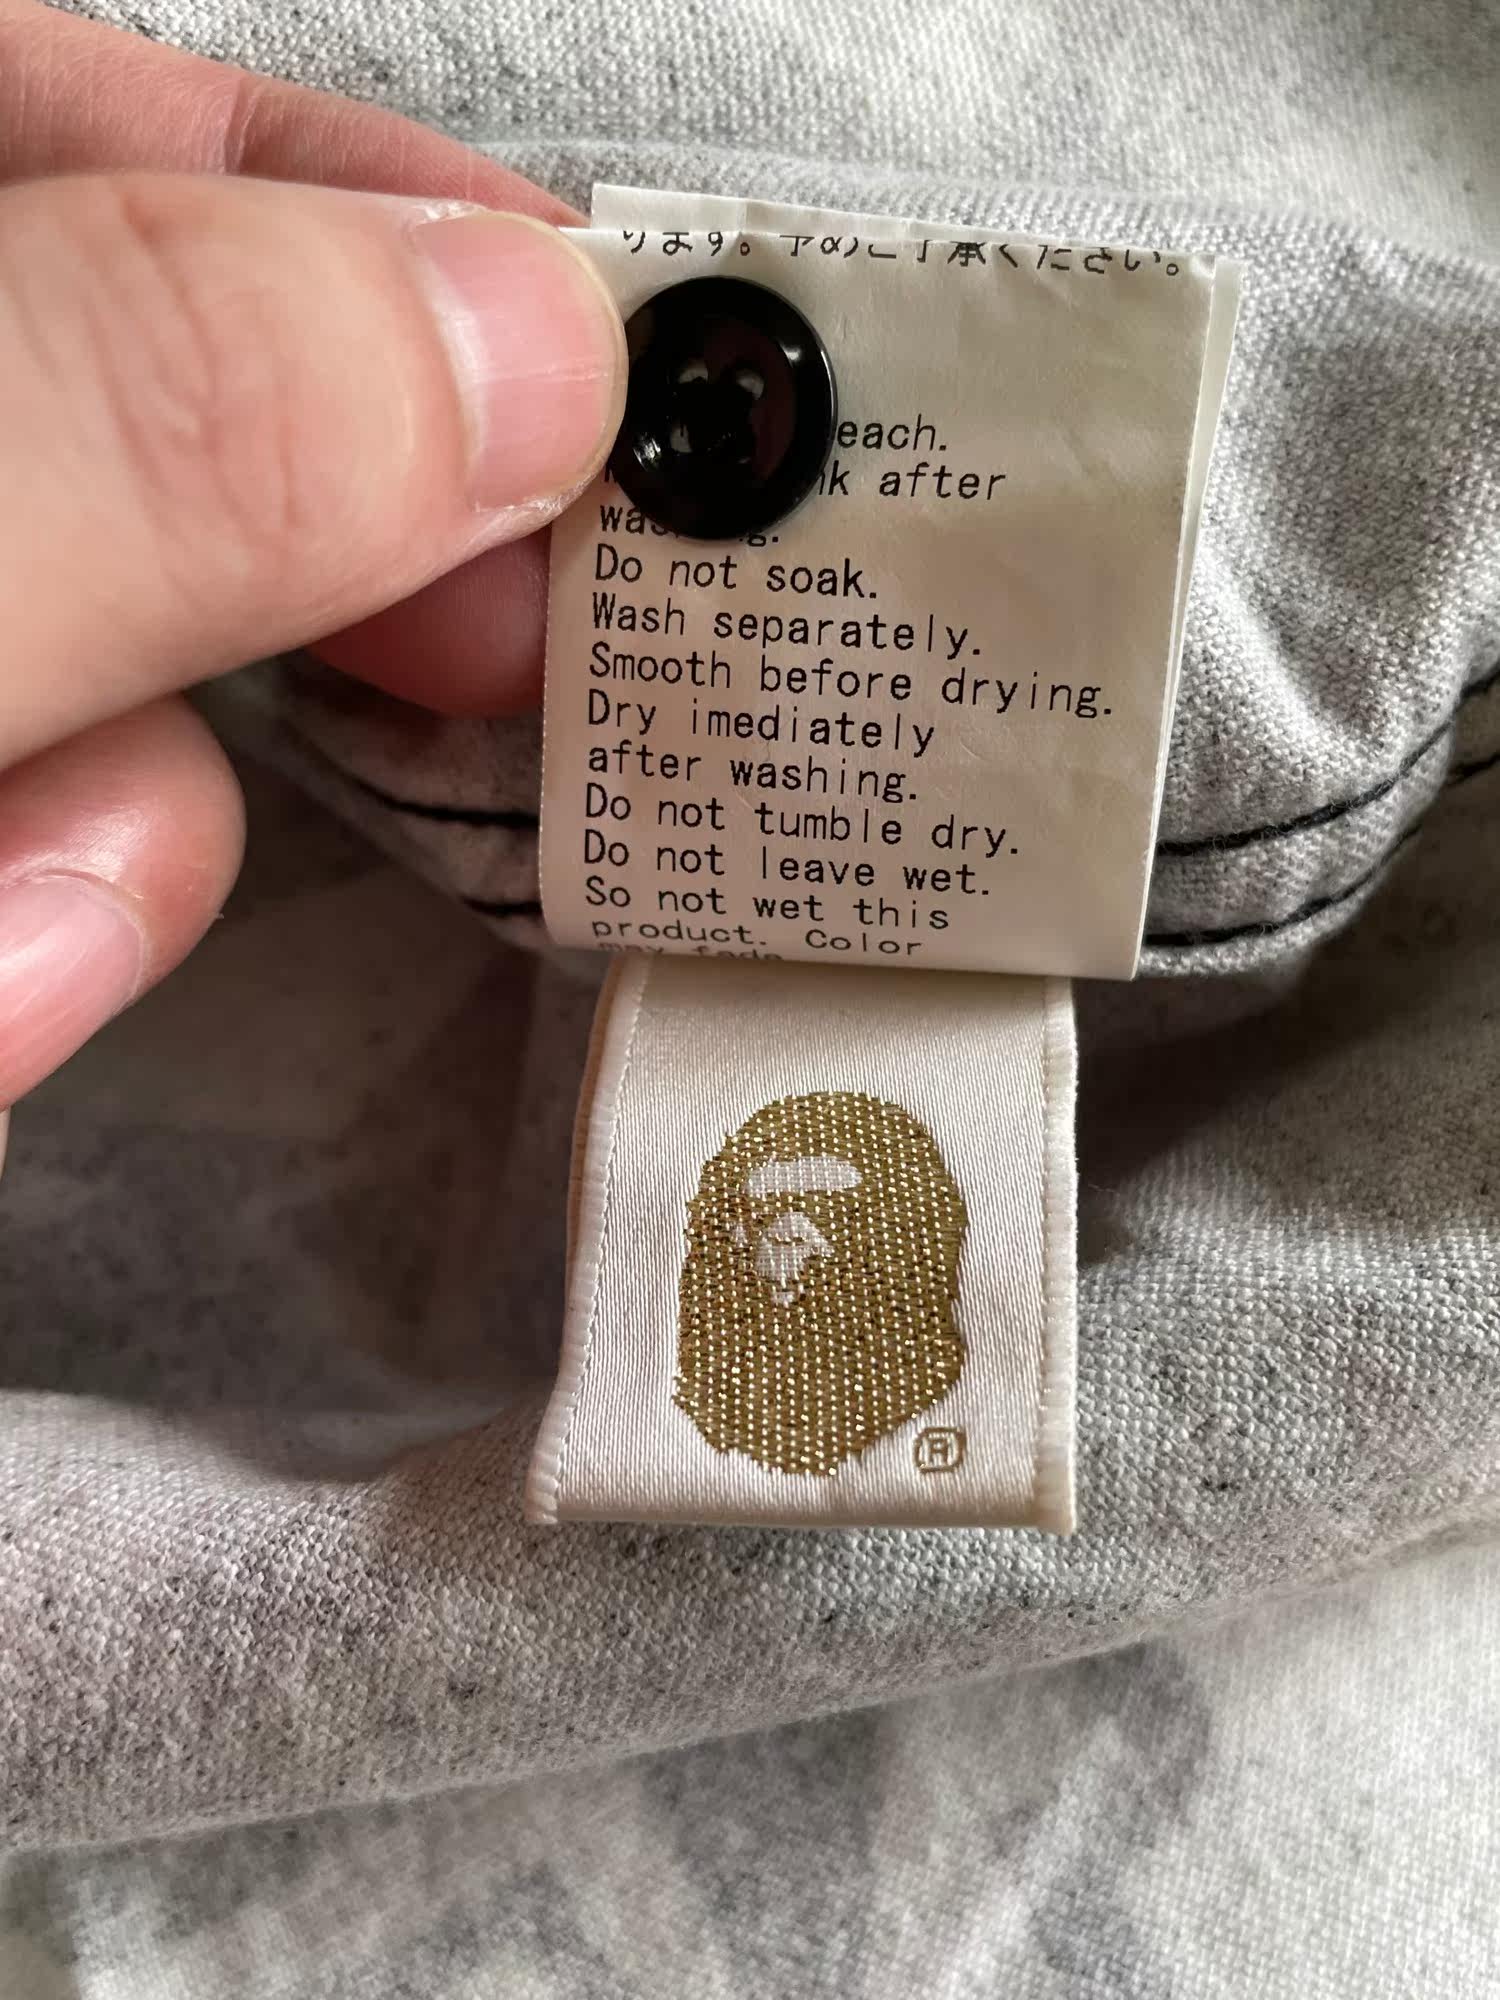 ります。予めご了承ください。
each.
after
Do not soak.
Wash separately.
Smooth before drying.
Dry imediately
after washing.
Do not tumble dry.
Do not leave wet.
So not wet this
product. Color
may fade
®